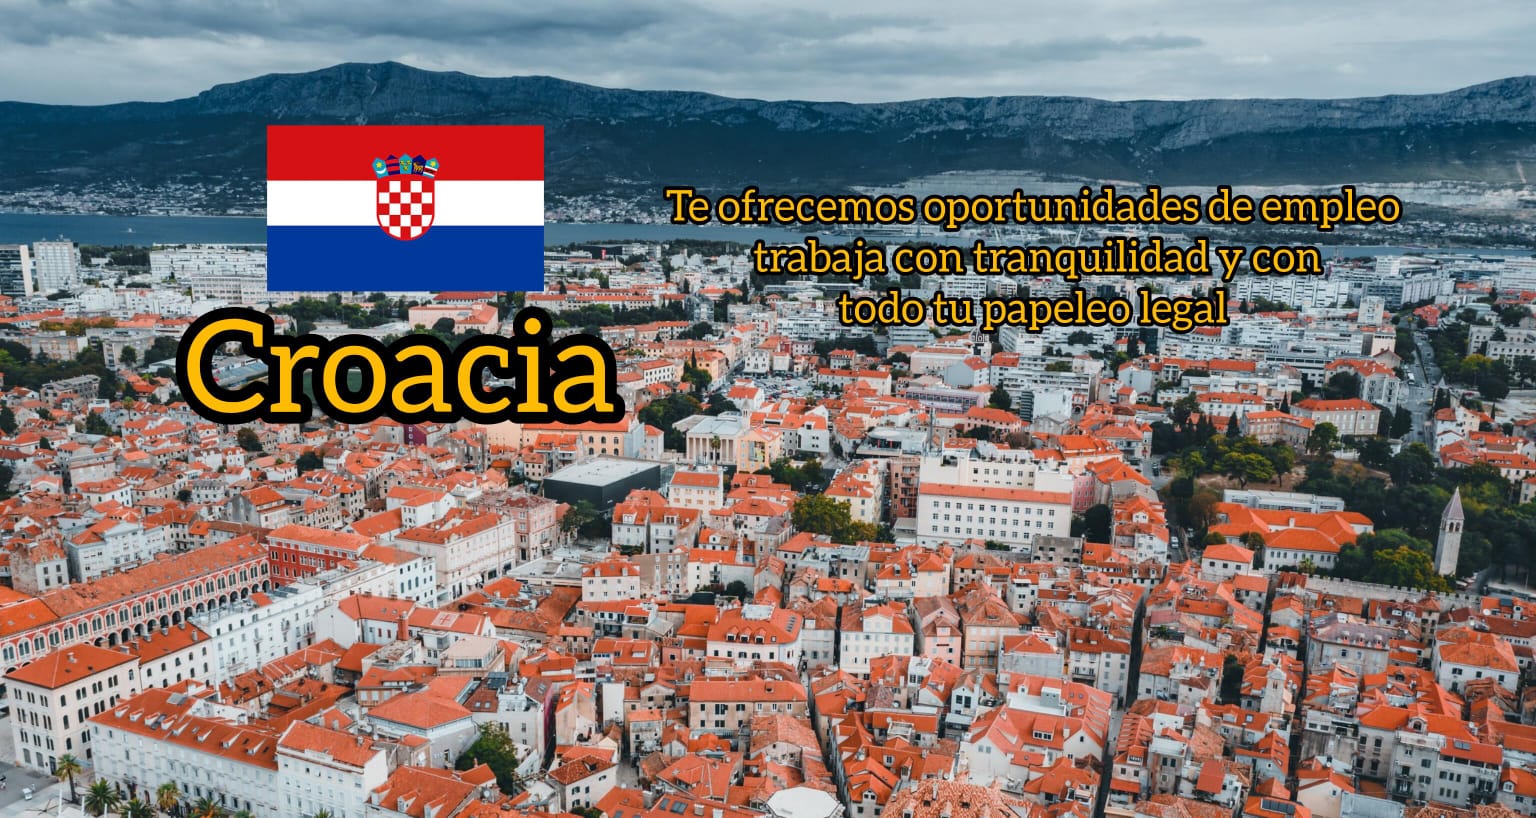 Te ofrecemos oportunidades de empleo
trabaja con tranquilidad y con
todo tu papeleo legal
Croacia